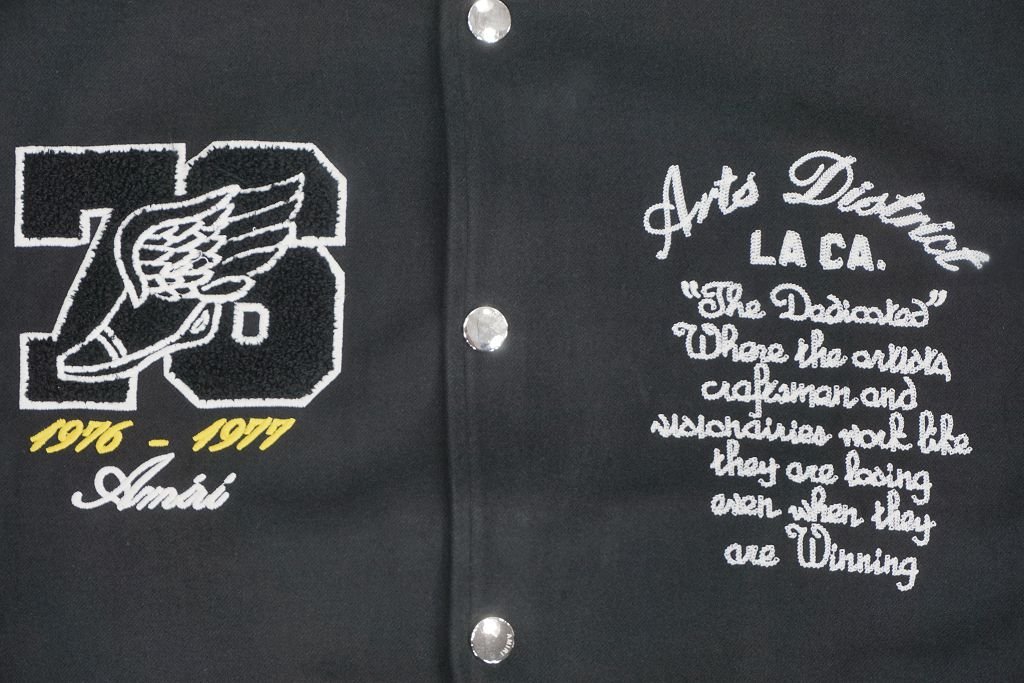 76
1976 - 1977
Amiri
Arts District
LA CA.
"The Dedicated"
Where the artists
craftsman and
visionairies work like
they are losing
even when they
are Winning
AMIRI